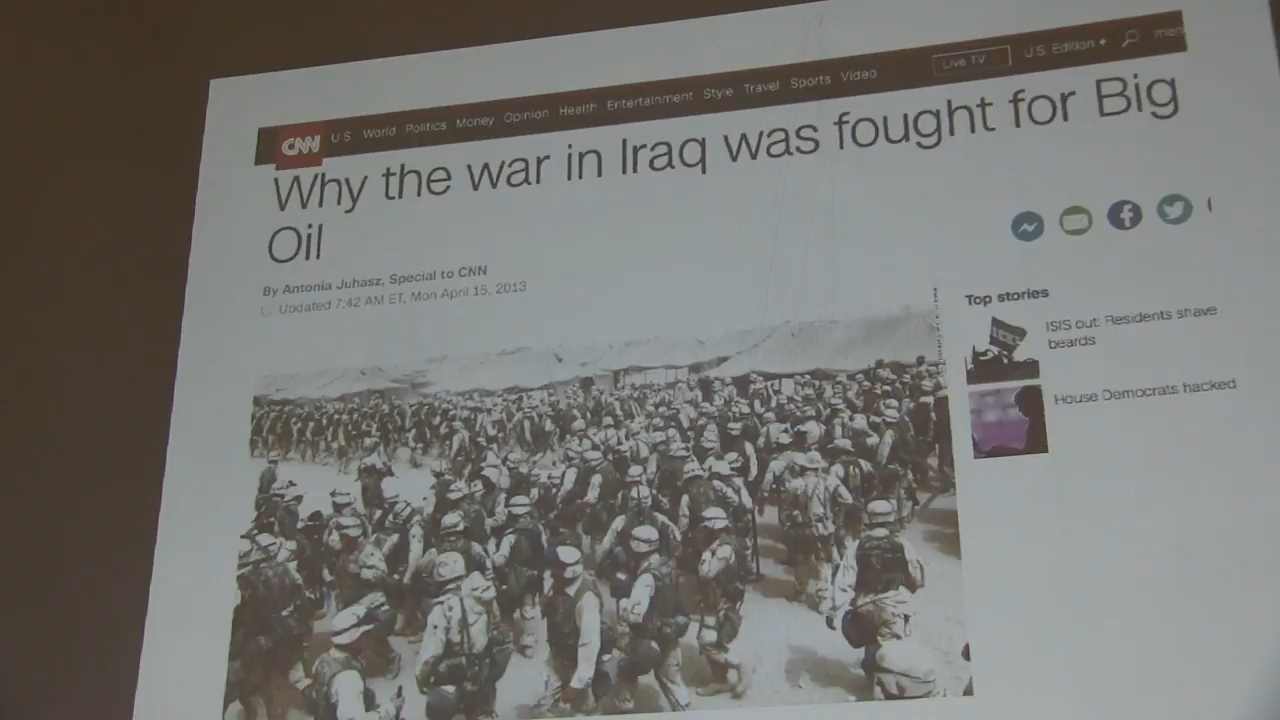 CNN U.S. World Politics Money Opinion Health Entertainment Style Travel Sports Video Live TV U.S. Edition +
Why the war in Iraq was fought for Big
Oil
By Antonia Juhasz, Special to CNN
Updated 7:42 AM ET, Mon April 15, 2013
Top stories
ISIS out: Residents shave
beards
House Democrats hacked